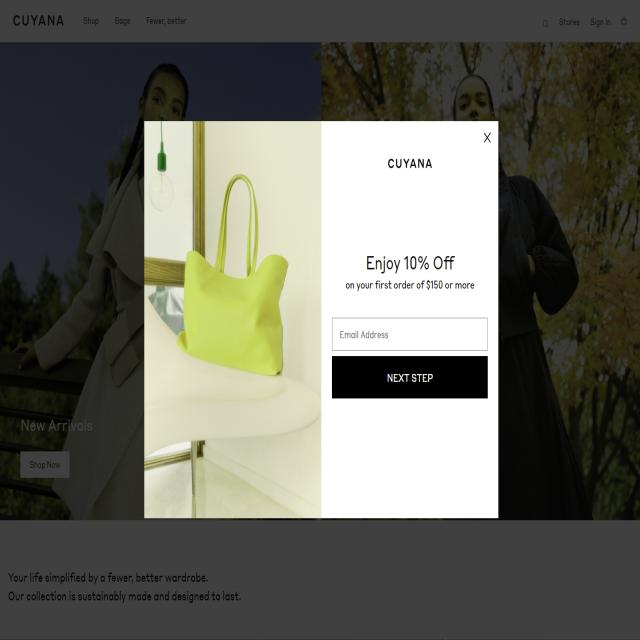 CUYANA
Shop Bags Fewer, better
Stores Sign In
X
CUYANA
Enjoy 10% Off
on your first order of $150 or more
Email Address
NEXT STEP
New Arrivals
Shop Now
Your life simplified by a fewer, better wardrobe.
Our collection is sustainably made and designed to last.